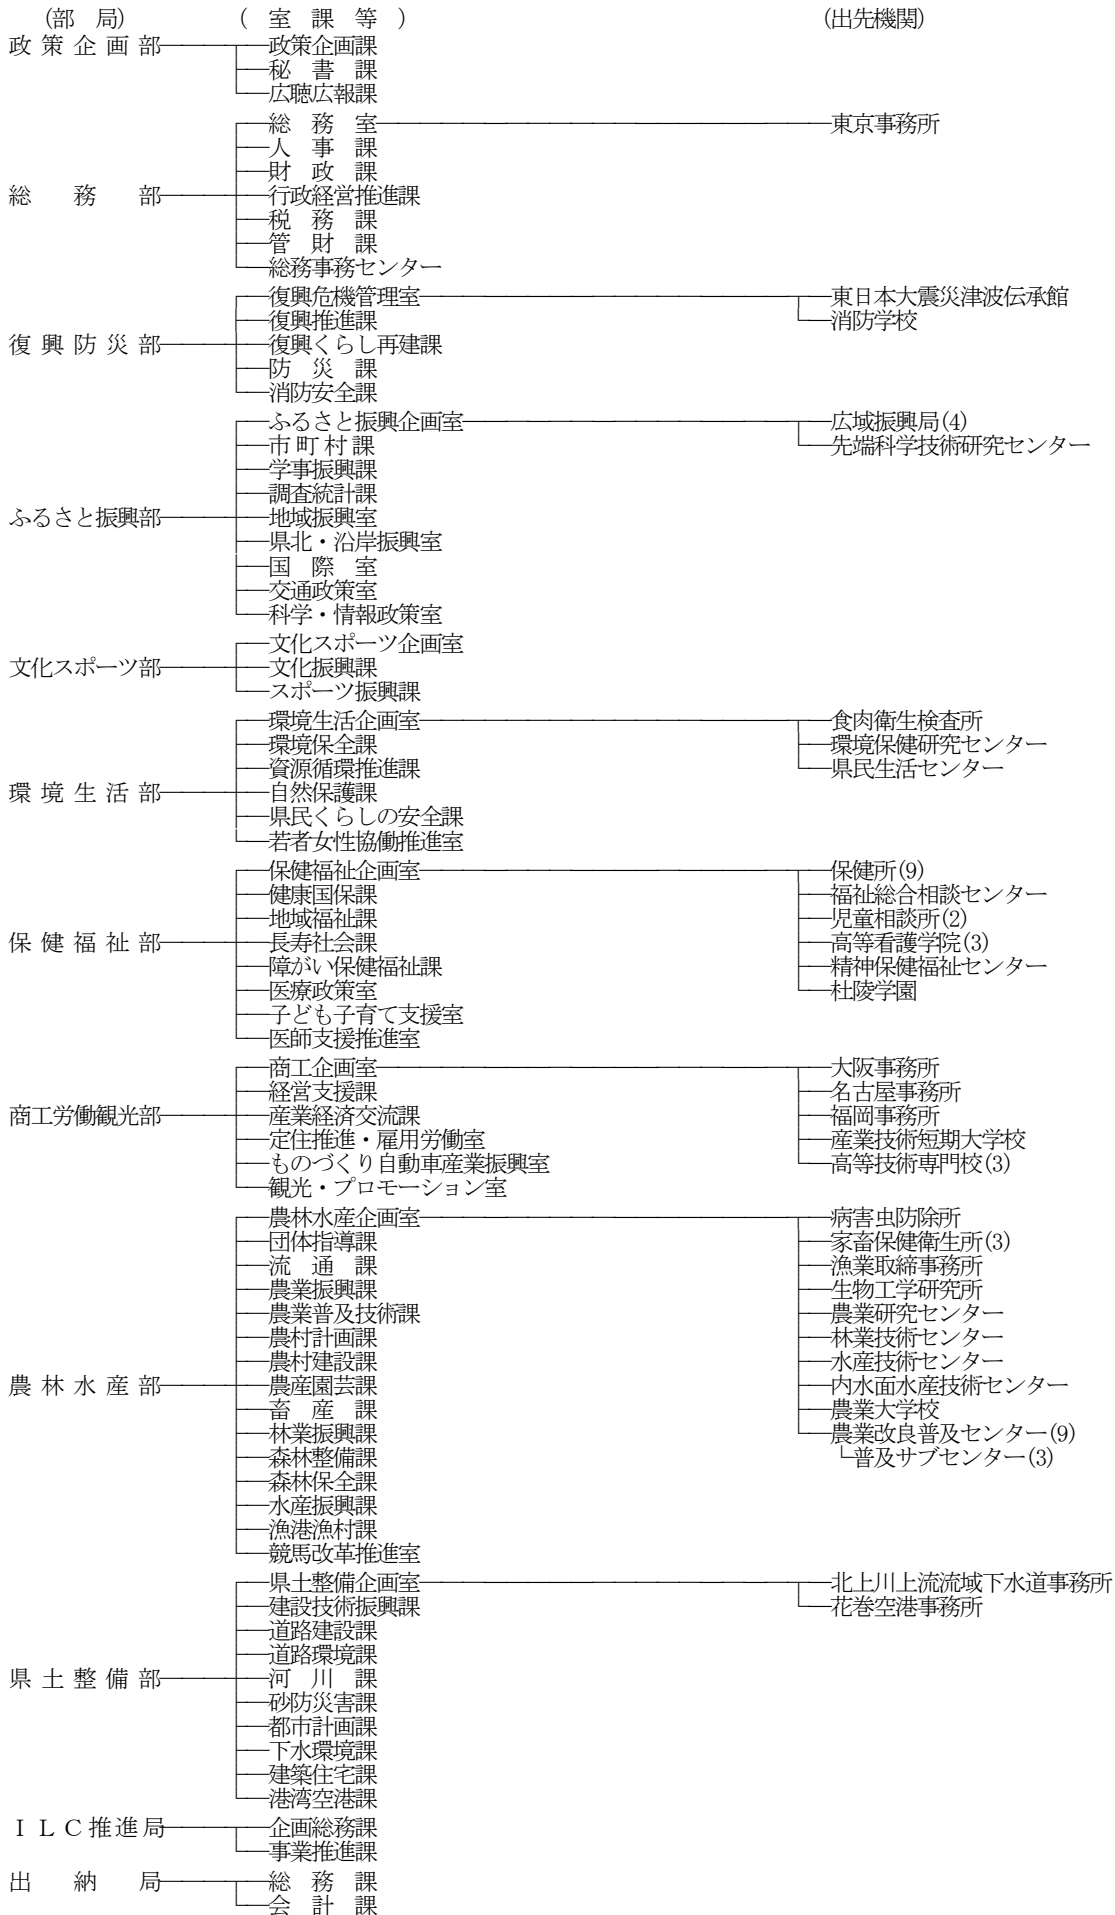 (部　局)　(　室　課　等　)　(出先機関)
政 策 企 画 部　政策企画課
秘　書　課
広聴広報課
総　務　室　東京事務所
人　事　課
財　政　課
総　　務　　部　行政経営推進課
税　務　課
管　財　課
総務事務センター
復興危機管理室　東日本大震災津波伝承館
復興推進課　消防学校
復 興 防 災 部　復興くらし再建課
防　災　課
消防安全課
ふるさと振興企画室　広域振興局(4)
市 町 村 課　先端科学技術研究センター
学事振興課
調査統計課
ふるさと振興部　地域振興室
県北・沿岸振興室
国　際　室
交通政策室
科学・情報政策室
文化スポーツ企画室
文化スポーツ部　文化振興課
スポーツ振興課
環境生活企画室　食肉衛生検査所
環境保全課　環境保健研究センター
資源循環推進課　県民生活センター
環 境 生 活 部　自然保護課
県民くらしの安全課
若者女性協働推進室
保健福祉企画室　保健所(9)
健康国保課　福祉総合相談センター
地域福祉課　児童相談所(2)
保 健 福 祉 部　長寿社会課　高等看護学院(3)
障がい保健福祉課　精神保健福祉センター
医療政策室　杜陵学園
子ども子育て支援室
医師支援推進室
商工企画室　大阪事務所
経営支援課　名古屋事務所
商工労働観光部　産業経済交流課　福岡事務所
定住推進・雇用労働室　産業技術短期大学校
ものづくり自動車産業振興室　高等技術専門校(3)
観光・プロモーション室
農林水産企画室　病害虫防除所
団体指導課　家畜保健衛生所(3)
流　通　課　漁業取締事務所
農業振興課　生物工学研究所
農業普及技術課　農業研究センター
農村計画課　林業技術センター
農村建設課　水産技術センター
農 林 水 産 部　農産園芸課　内水面水産技術センター
畜　産　課　農業大学校
林業振興課　農業改良普及センター(9)
森林整備課　普及サブセンター(3)
森林保全課
水産振興課
漁港漁村課
競馬改革推進室
県土整備企画室　北上川上流流域下水道事務所
建設技術振興課　花巻空港事務所
道路建設課
道路環境課
県 土 整 備 部　河　川　課
砂防災害課
都市計画課
下水環境課
建築住宅課
港湾空港課
ＩＬＣ推進局　企画総務課
事業推進課
出　　納　　局　総　務　課
会　計　課